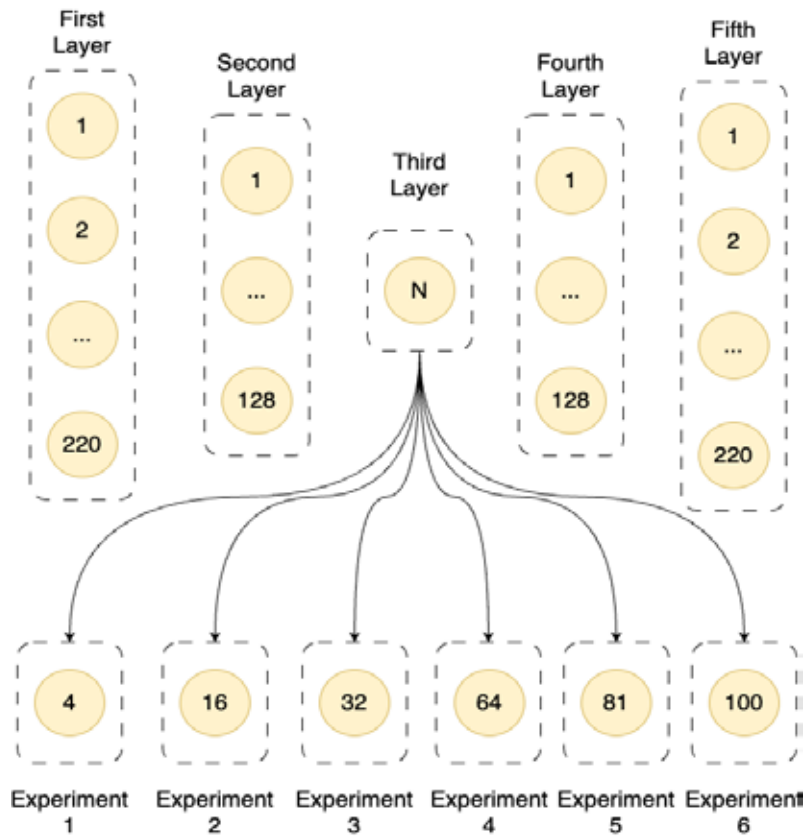 First
Layer
1
2
...
220
Second
Layer
1
...
128
Third
Layer
N
Fourth
Layer
1
...
128
Fifth
Layer
1
2
...
220
4
16
32
64
81
100
Experiment
1
Experiment
2
Experiment
3
Experiment
4
Experiment
5
Experiment
6